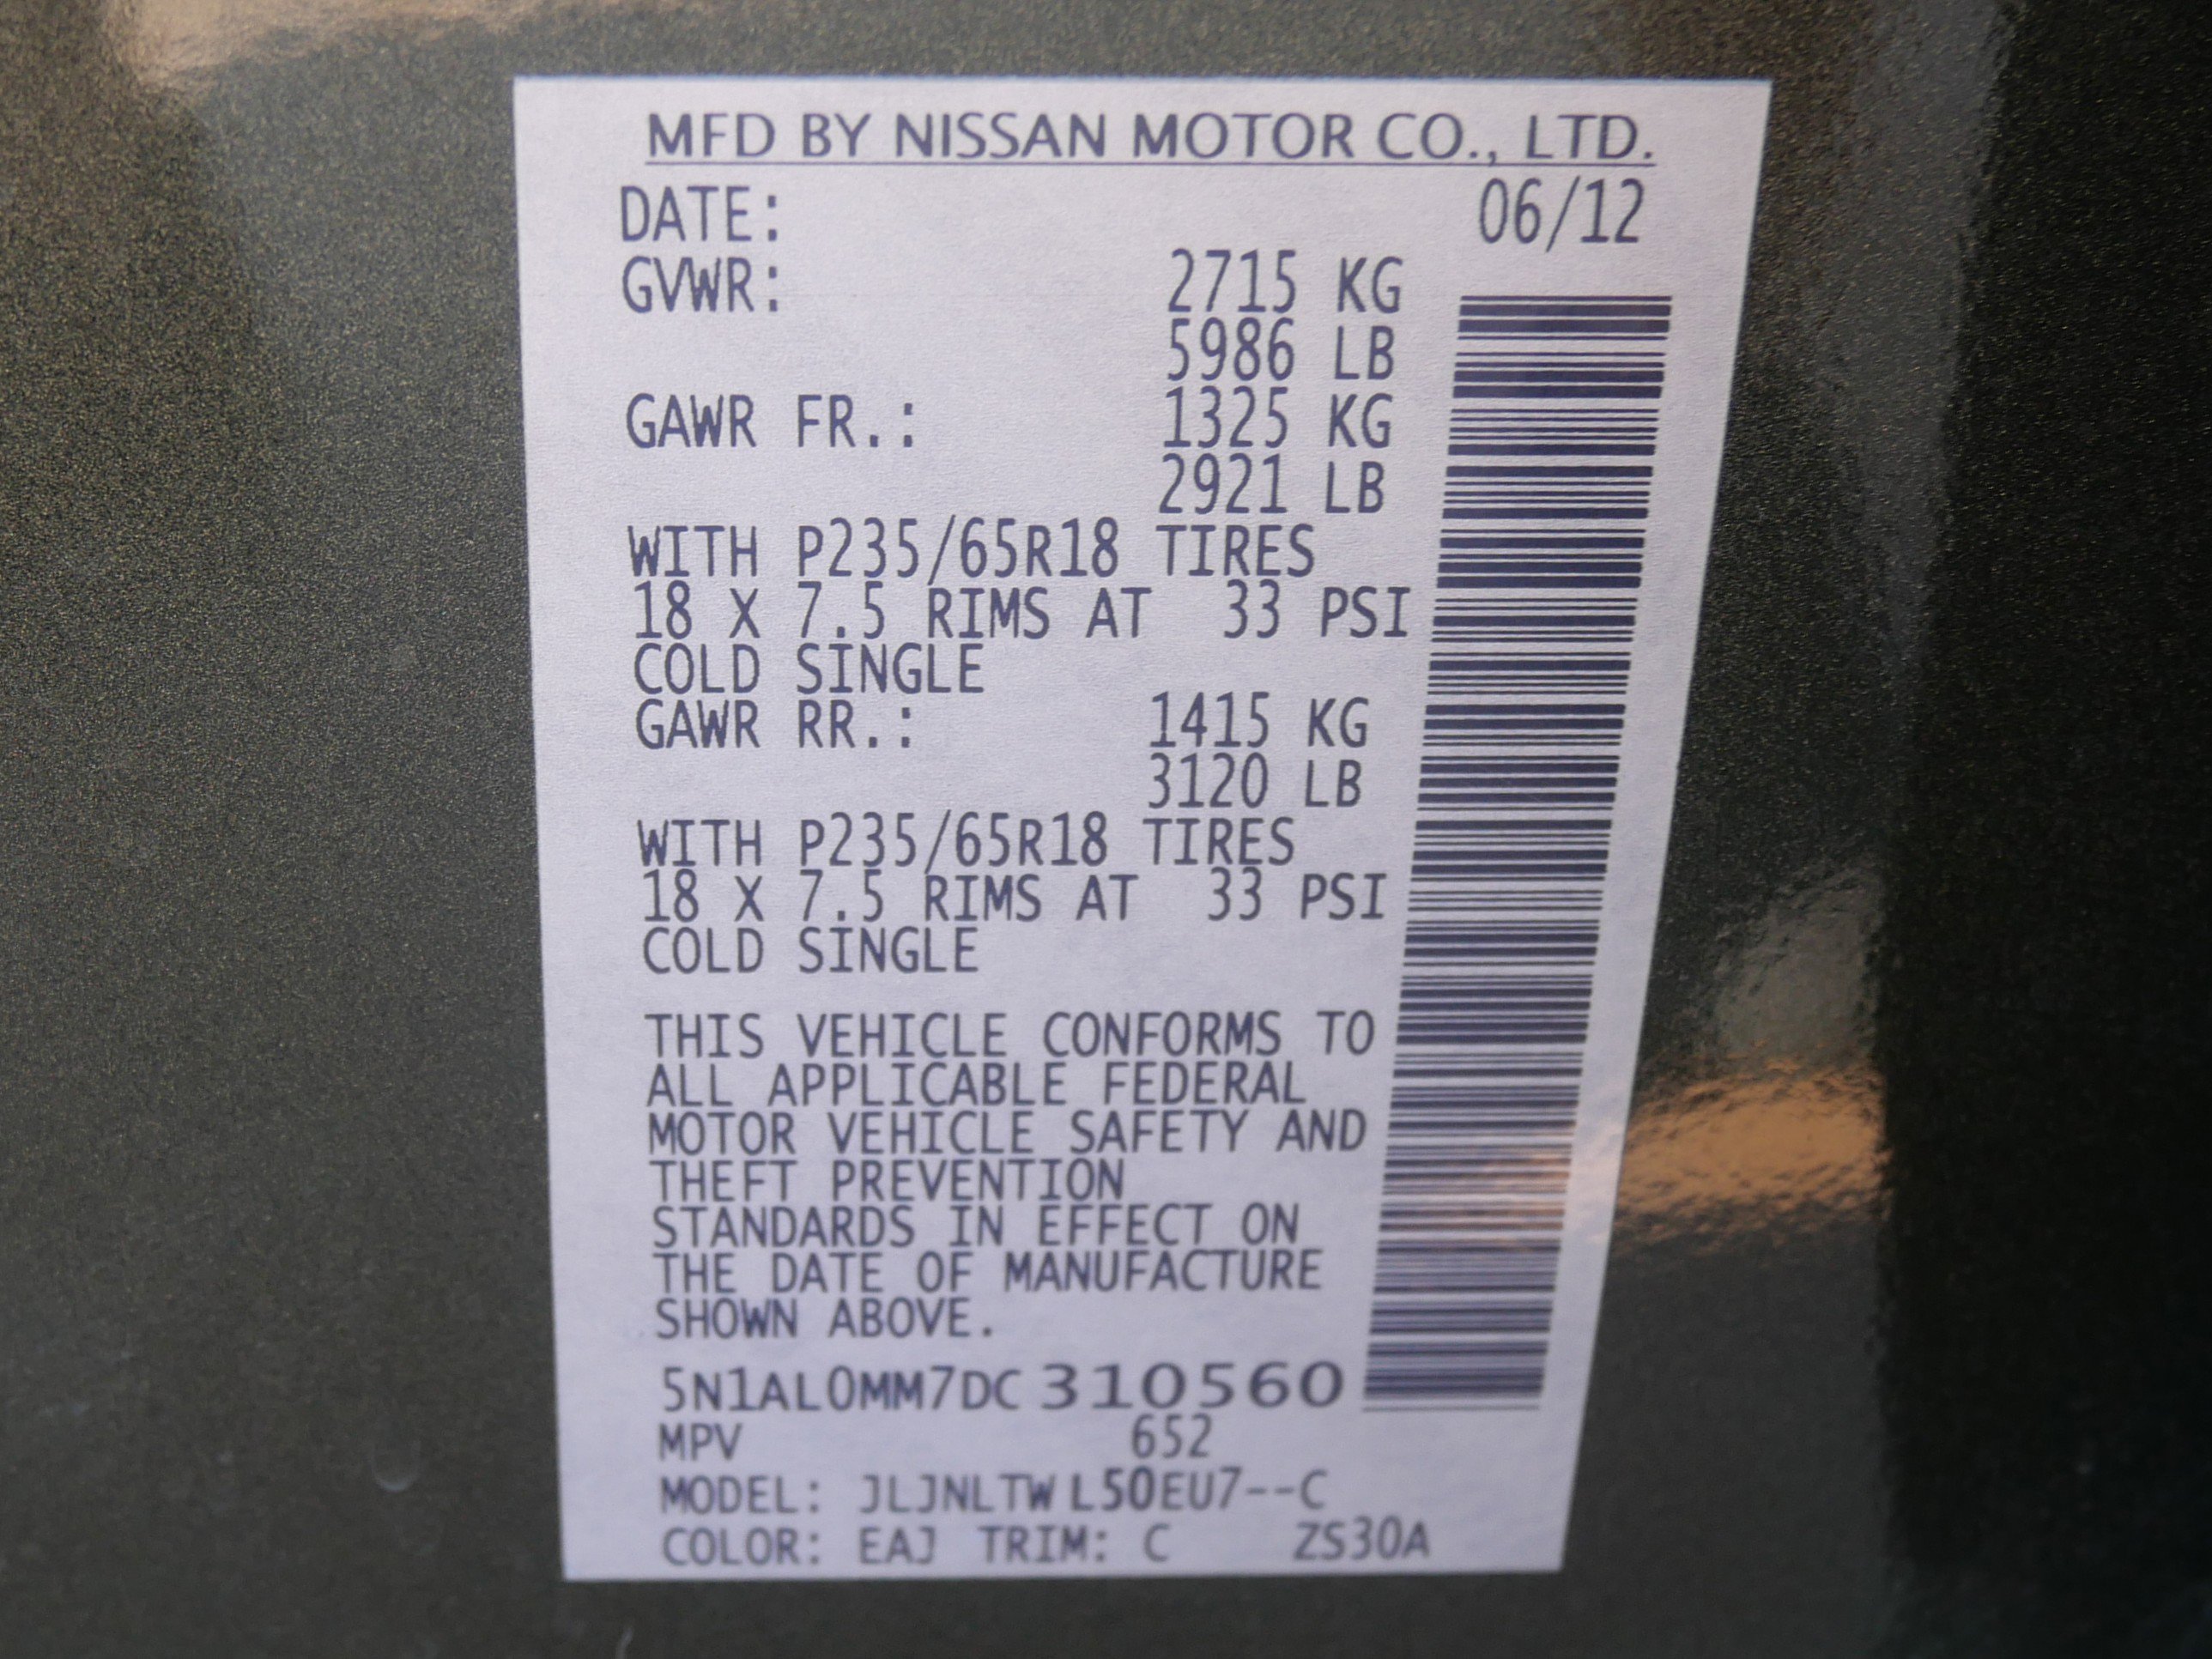 MFD BY NISSAN MOTOR CO., LTD.
DATE: 06/12
GVWR: 2715 KG
5986 LB
GAWR FR.: 1325 KG
2921 LB
WITH P235/65R18 TIRES
18 X 7.5 RIMS AT 33 PSI
COLD SINGLE
GAWR RR.: 1415 KG
3120 LB
WITH P235/65R18 TIRES
18 X 7.5 RIMS AT 33 PSI
COLD SINGLE
THIS VEHICLE CONFORMS TO
ALL APPLICABLE FEDERAL
MOTOR VEHICLE SAFETY AND
THEFT PREVENTION
STANDARDS IN EFFECT ON
THE DATE OF MANUFACTURE
SHOWN ABOVE.
5N1AL0MM7DC310560
MPV 652
MODEL: JLJNLTWL50EU7--C
COLOR: EAJ TRIM: C ZS30A